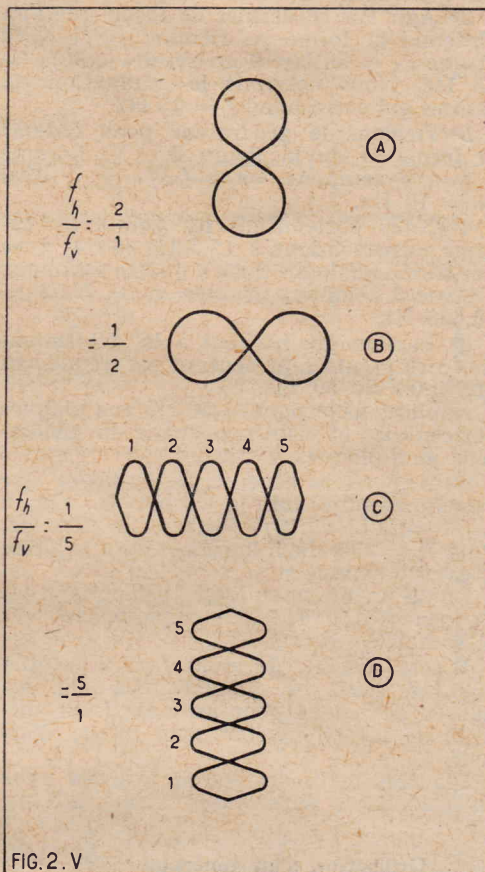 A
f_h / f_v = 2/1
= 1/2
B
1 2 3 4 5
f_h / f_v = 1/5
C
5
4
3
2
1
= 5/1
D
FIG.2.V